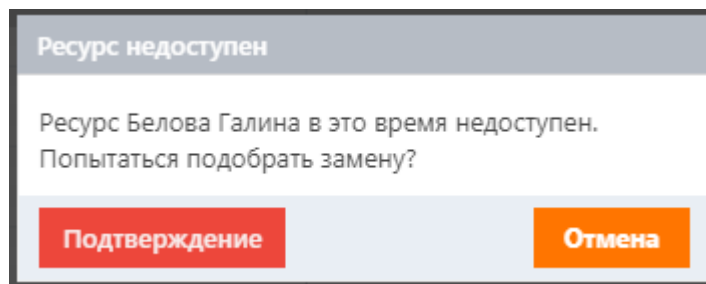 Ресурс недоступен
Ресурс Белова Галина в это время недоступен.
Попытаться подобрать замену?
Подтверждение
Отмена